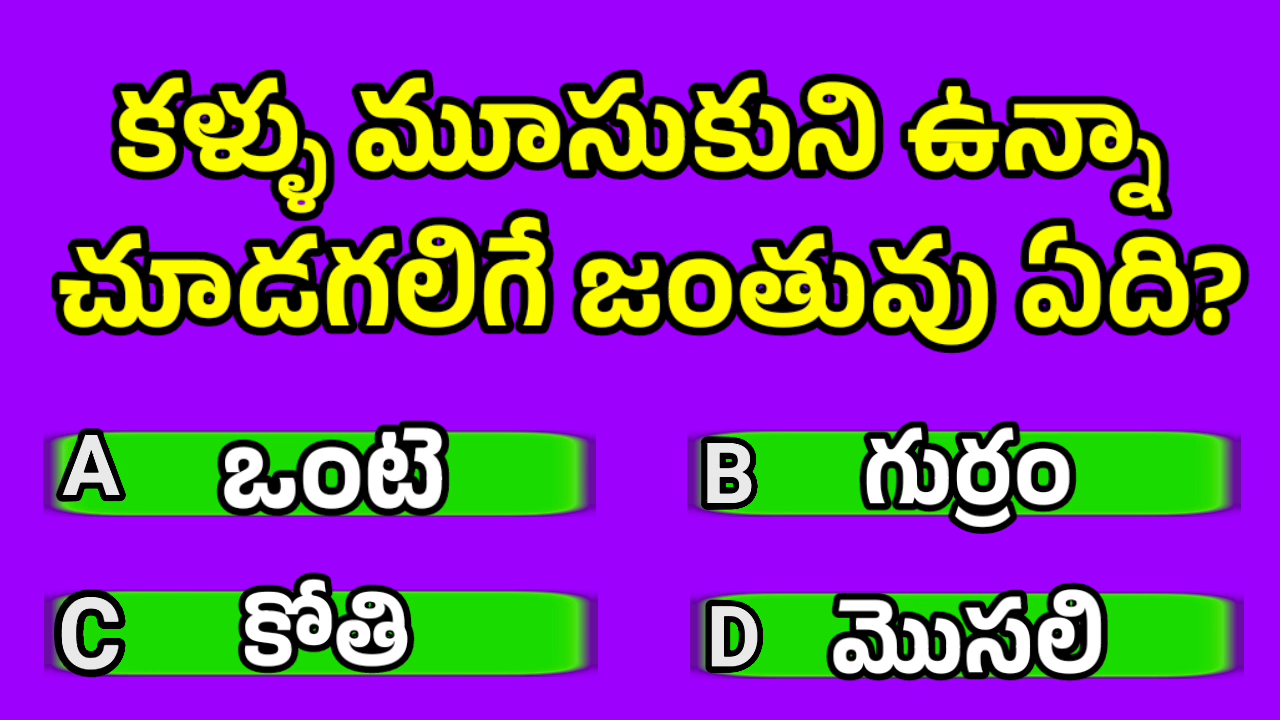 కళ్ళు మూసుకుని ఉన్నా
చూడగలిగే జంతువు ఏది?
A ఒంటె
B గుర్రం
C కోతి
D మొసలి